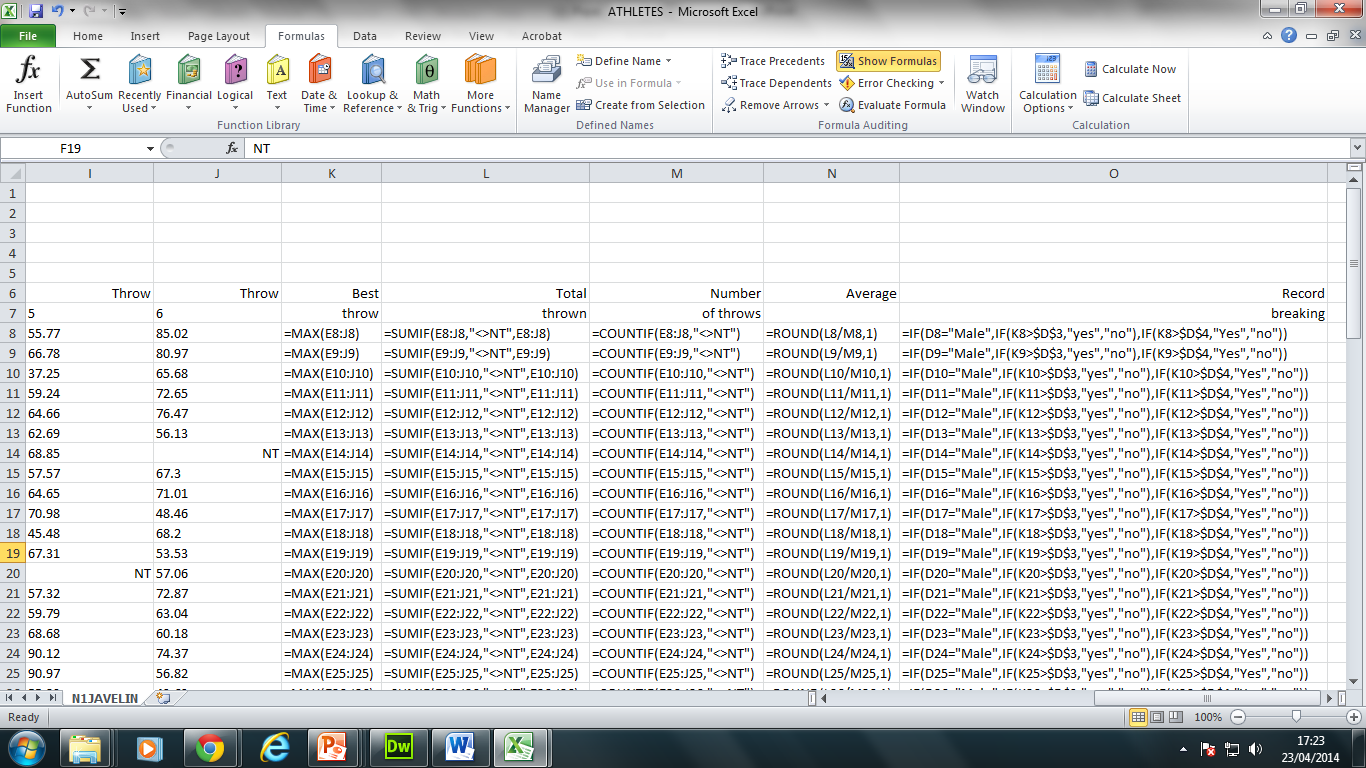 ATHLETES - Microsoft Excel
File Home Insert Page Layout Formulas Data Review View Acrobat
fx Insert Function
Σ AutoSum
Recently Used
Financial
Logical
Text
Date & Time
Lookup & Reference
θ Math & Trig
More Functions
Function Library
Name Manager
Define Name
Use in Formula
Create from Selection
Defined Names
Trace Precedents
Trace Dependents
Remove Arrows
Show Formulas
Error Checking
Evaluate Formula
Formula Auditing
Watch Window
Calculation Options
Calculate Now
Calculate Sheet
Calculation
F19 fx NT
I J K L M N O
1
2
3
4
5
6 Throw Throw Best Total Number Average Record
7 5 6 throw thrown of throws breaking
8 55.77 85.02 =MAX(E8:J8) =SUMIF(E8:J8,"<>NT",E8:J8) =COUNTIF(E8:J8,"<>NT") =ROUND(L8/M8,1) =IF(D8="Male",IF(K8>$D$3,"yes","no"),IF(K8>$D$4,"Yes","no"))
9 66.78 80.97 =MAX(E9:J9) =SUMIF(E9:J9,"<>NT",E9:J9) =COUNTIF(E9:J9,"<>NT") =ROUND(L9/M9,1) =IF(D9="Male",IF(K9>$D$3,"yes","no"),IF(K9>$D$4,"Yes","no"))
10 37.25 65.68 =MAX(E10:J10) =SUMIF(E10:J10,"<>NT",E10:J10) =COUNTIF(E10:J10,"<>NT") =ROUND(L10/M10,1) =IF(D10="Male",IF(K10>$D$3,"yes","no"),IF(K10>$D$4,"Yes","no"))
11 59.24 72.65 =MAX(E11:J11) =SUMIF(E11:J11,"<>NT",E11:J11) =COUNTIF(E11:J11,"<>NT") =ROUND(L11/M11,1) =IF(D11="Male",IF(K11>$D$3,"yes","no"),IF(K11>$D$4,"Yes","no"))
12 64.66 76.47 =MAX(E12:J12) =SUMIF(E12:J12,"<>NT",E12:J12) =COUNTIF(E12:J12,"<>NT") =ROUND(L12/M12,1) =IF(D12="Male",IF(K12>$D$3,"yes","no"),IF(K12>$D$4,"Yes","no"))
13 62.69 56.13 =MAX(E13:J13) =SUMIF(E13:J13,"<>NT",E13:J13) =COUNTIF(E13:J13,"<>NT") =ROUND(L13/M13,1) =IF(D13="Male",IF(K13>$D$3,"yes","no"),IF(K13>$D$4,"Yes","no"))
14 68.85 NT =MAX(E14:J14) =SUMIF(E14:J14,"<>NT",E14:J14) =COUNTIF(E14:J14,"<>NT") =ROUND(L14/M14,1) =IF(D14="Male",IF(K14>$D$3,"yes","no"),IF(K14>$D$4,"Yes","no"))
15 57.57 67.3 =MAX(E15:J15) =SUMIF(E15:J15,"<>NT",E15:J15) =COUNTIF(E15:J15,"<>NT") =ROUND(L15/M15,1) =IF(D15="Male",IF(K15>$D$3,"yes","no"),IF(K15>$D$4,"Yes","no"))
16 64.65 71.01 =MAX(E16:J16) =SUMIF(E16:J16,"<>NT",E16:J16) =COUNTIF(E16:J16,"<>NT") =ROUND(L16/M16,1) =IF(D16="Male",IF(K16>$D$3,"yes","no"),IF(K16>$D$4,"Yes","no"))
17 70.98 48.46 =MAX(E17:J17) =SUMIF(E17:J17,"<>NT",E17:J17) =COUNTIF(E17:J17,"<>NT") =ROUND(L17/M17,1) =IF(D17="Male",IF(K17>$D$3,"yes","no"),IF(K17>$D$4,"Yes","no"))
18 45.48 68.2 =MAX(E18:J18) =SUMIF(E18:J18,"<>NT",E18:J18) =COUNTIF(E18:J18,"<>NT") =ROUND(L18/M18,1) =IF(D18="Male",IF(K18>$D$3,"yes","no"),IF(K18>$D$4,"Yes","no"))
19 67.31 53.53 =MAX(E19:J19) =SUMIF(E19:J19,"<>NT",E19:J19) =COUNTIF(E19:J19,"<>NT") =ROUND(L19/M19,1) =IF(D19="Male",IF(K19>$D$3,"yes","no"),IF(K19>$D$4,"Yes","no"))
20 NT 57.06 =MAX(E20:J20) =SUMIF(E20:J20,"<>NT",E20:J20) =COUNTIF(E20:J20,"<>NT") =ROUND(L20/M20,1) =IF(D20="Male",IF(K20>$D$3,"yes","no"),IF(K20>$D$4,"Yes","no"))
21 57.32 72.87 =MAX(E21:J21) =SUMIF(E21:J21,"<>NT",E21:J21) =COUNTIF(E21:J21,"<>NT") =ROUND(L21/M21,1) =IF(D21="Male",IF(K21>$D$3,"yes","no"),IF(K21>$D$4,"Yes","no"))
22 59.79 63.04 =MAX(E22:J22) =SUMIF(E22:J22,"<>NT",E22:J22) =COUNTIF(E22:J22,"<>NT") =ROUND(L22/M22,1) =IF(D22="Male",IF(K22>$D$3,"yes","no"),IF(K22>$D$4,"Yes","no"))
23 68.68 60.18 =MAX(E23:J23) =SUMIF(E23:J23,"<>NT",E23:J23) =COUNTIF(E23:J23,"<>NT") =ROUND(L23/M23,1) =IF(D23="Male",IF(K23>$D$3,"yes","no"),IF(K23>$D$4,"Yes","no"))
24 90.12 74.37 =MAX(E24:J24) =SUMIF(E24:J24,"<>NT",E24:J24) =COUNTIF(E24:J24,"<>NT") =ROUND(L24/M24,1) =IF(D24="Male",IF(K24>$D$3,"yes","no"),IF(K24>$D$4,"Yes","no"))
25 90.97 56.82 =MAX(E25:J25) =SUMIF(E25:J25,"<>NT",E25:J25) =COUNTIF(E25:J25,"<>NT") =ROUND(L25/M25,1) =IF(D25="Male",IF(K25>$D$3,"yes","no"),IF(K25>$D$4,"Yes","no"))
N1JAVELIN
Ready 100%
Dw W
17:23
23/04/2014